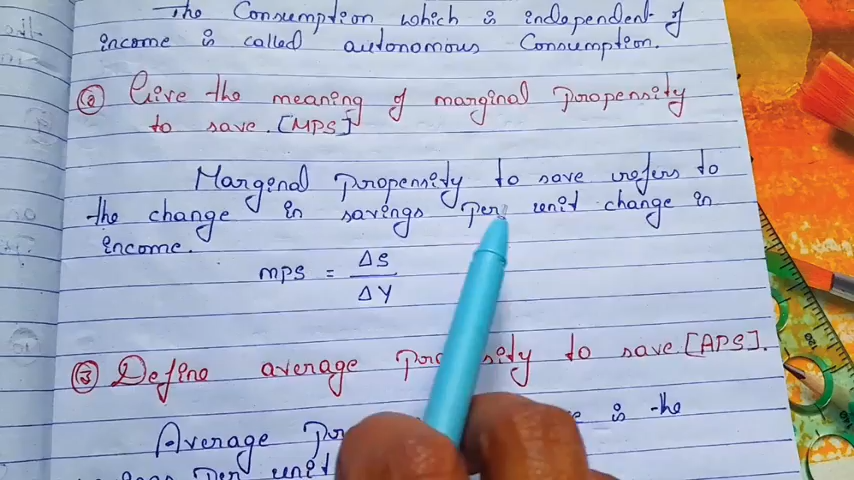 The Consumption which is independent of
income is called autonomous Consumption.
② Give the meaning of marginal Propensity
to save. [MPS]
Marginal Propensity to save refers to
the change in savings Per unit change in
income.
MPS = ΔS / ΔY
③ Define average to save [APS].
Average is the
Per unit